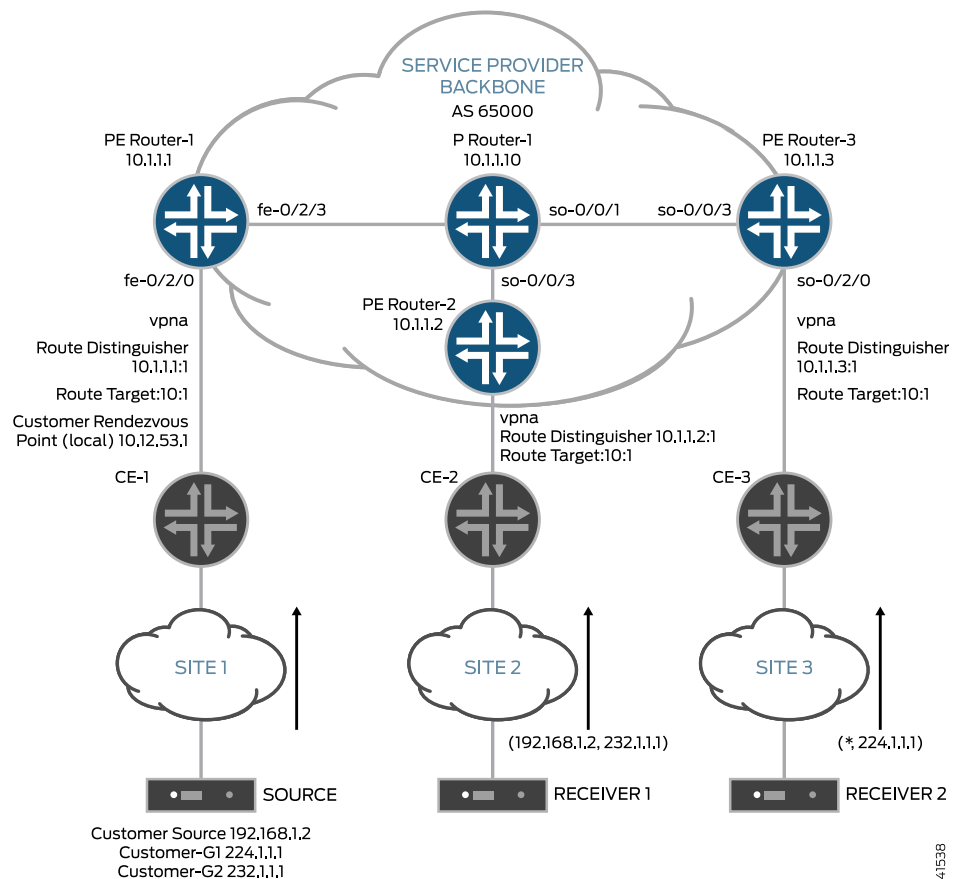 SERVICE PROVIDER
BACKBONE
AS 65000
PE Router-1
10.1.1.1
P Router-1
10.1.1.10
PE Router-3
10.1.1.3
fe-0/2/3
so-0/0/1
so-0/0/3
fe-0/2/0
so-0/0/3
so-0/2/0
PE Router-2
10.1.1.2
vpna
Route Distinguisher
10.1.1.1:1
Route Target:10:1
Customer Rendezvous
Point (local) 10.12.53.1
vpna
Route Distinguisher 10.1.1.2:1
Route Target:10:1
vpna
Route Distinguisher
10.1.1.3:1
Route Target:10:1
CE-1
CE-2
CE-3
SITE 1
SITE 2
SITE 3
(192.168.1.2, 232.1.1.1)
(*, 224.1.1.1)
SOURCE
RECEIVER 1
RECEIVER 2
Customer Source 192.168.1.2
Customer-G1 224.1.1.1
Customer-G2 232.1.1.1
41538